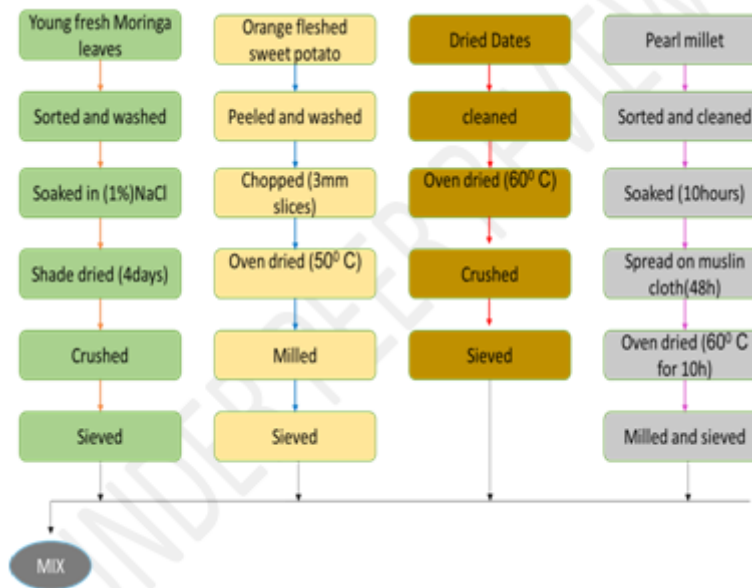 Young fresh Moringa
leaves
Sorted and washed
Soaked in (1%)NaCl
Shade dried (4days)
Crushed
Sieved
Orange fleshed
sweet potato
Peeled and washed
Chopped (3mm
slices)
Oven dried (50⁰ C)
Milled
Sieved
Dried Dates
cleaned
Oven dried (60⁰ C)
Crushed
Sieved
Pearl millet
Sorted and cleaned
Soaked (10hours)
Spread on muslin
cloth(48h)
Oven dried (60⁰ C
for 10h)
Milled and sieved
MIX
UNDER PEER REVIEW